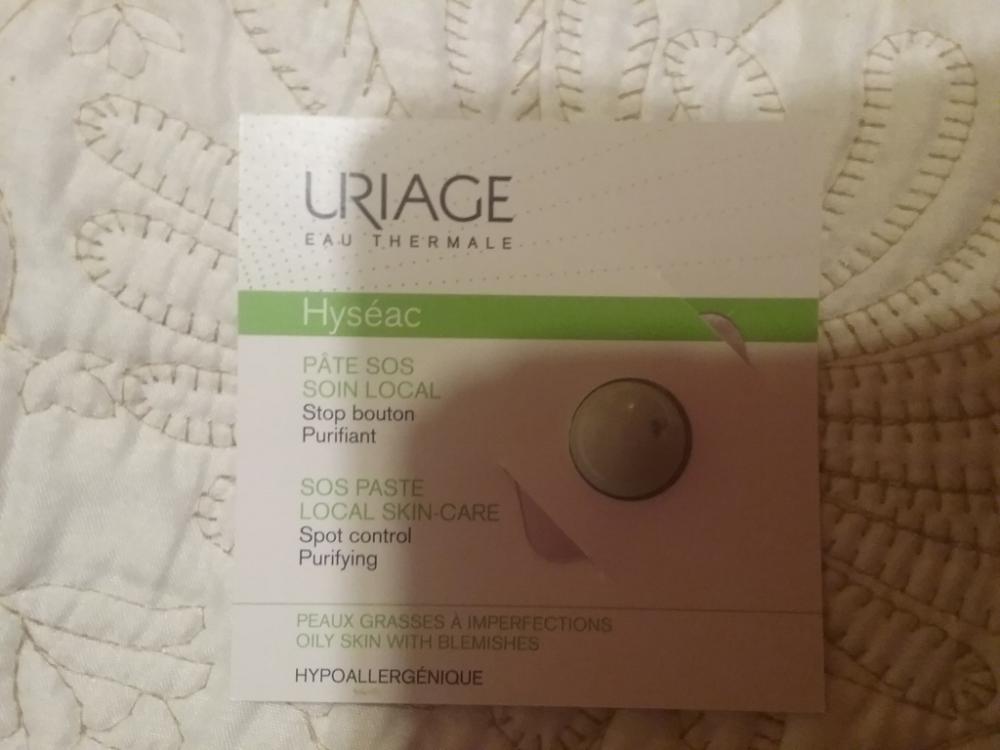 URIAGE
EAU THERMALE
Hyséac
PÂTE SOS
SOIN LOCAL
Stop bouton
Purifiant
SOS PASTE
LOCAL SKIN-CARE
Spot control
Purifying
PEAUX GRASSES À IMPERFECTIONS
OILY SKIN WITH BLEMISHES
HYPOALLERGÉNIQUE